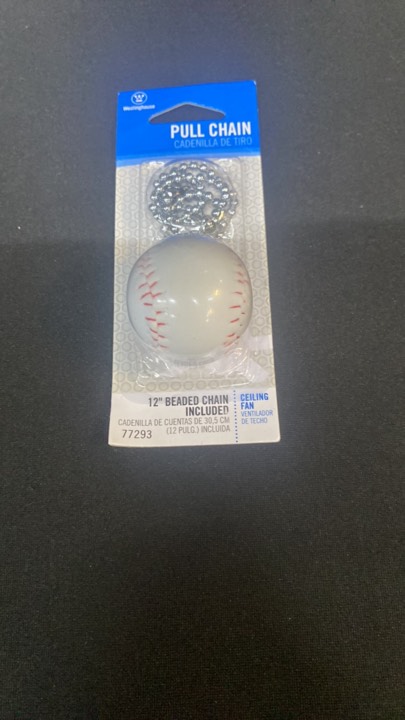 Westinghouse
PULL CHAIN
CADENILLA DE TIRO
12" BEADED CHAIN
INCLUDED
CADENILLA DE CUENTAS DE 30,5 CM
(12 PULG.) INCLUIDA
77293
CEILING
FAN
VENTILADOR
DE TECHO